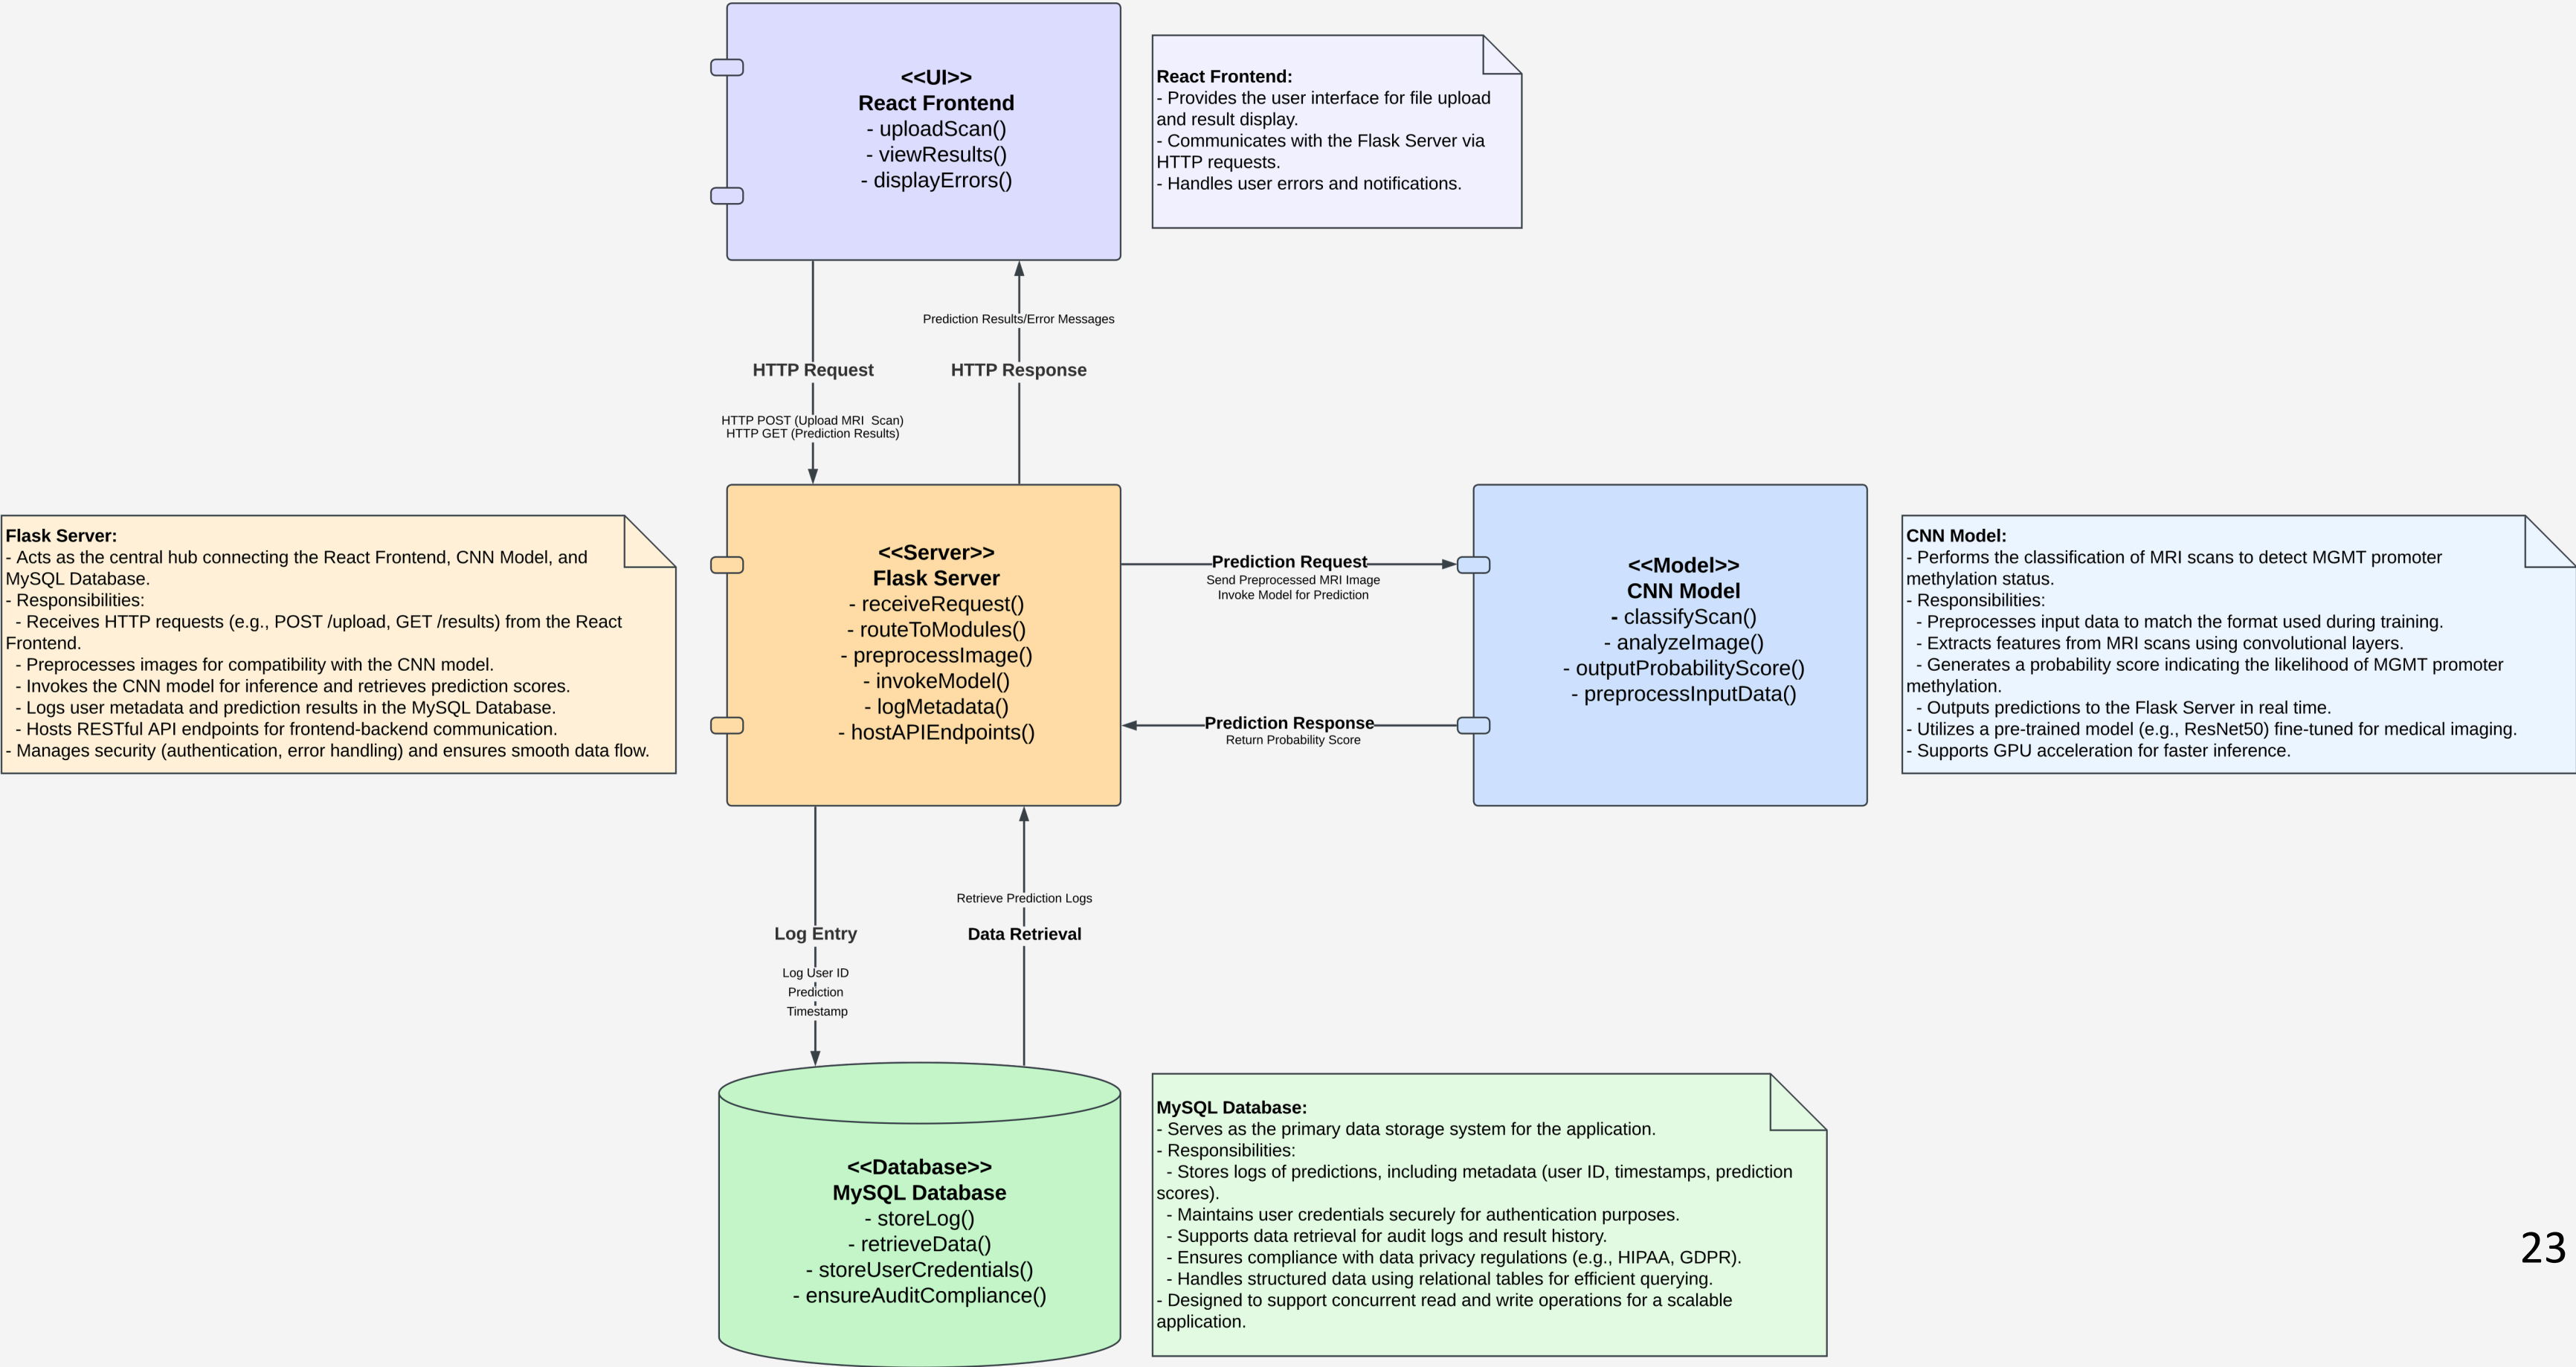 <<UI>>
React Frontend
- uploadScan()
- viewResults()
- displayErrors()
React Frontend:
- Provides the user interface for file upload
and result display.
- Communicates with the Flask Server via
HTTP requests.
- Handles user errors and notifications.
Prediction Results/Error Messages
HTTP Request
HTTP Response
HTTP POST (Upload MRI  Scan)
HTTP GET (Prediction Results)
Flask Server:
- Acts as the central hub connecting the React Frontend, CNN Model, and
MySQL Database.
- Responsibilities:
  - Receives HTTP requests (e.g., POST /upload, GET /results) from the React
Frontend.
  - Preprocesses images for compatibility with the CNN model.
  - Invokes the CNN model for inference and retrieves prediction scores.
  - Logs user metadata and prediction results in the MySQL Database.
  - Hosts RESTful API endpoints for frontend-backend communication.
- Manages security (authentication, error handling) and ensures smooth data flow.
<<Server>>
Flask Server
- receiveRequest()
- routeToModules()
- preprocessImage()
- invokeModel()
- logMetadata()
- hostAPIEndpoints()
Prediction Request
Send Preprocessed MRI Image
Invoke Model for Prediction
Prediction Response
Return Probability Score
<<Model>>
CNN Model
- classifyScan()
- analyzeImage()
- outputProbabilityScore()
- preprocessInputData()
CNN Model:
- Performs the classification of MRI scans to detect MGMT promoter
methylation status.
- Responsibilities:
  - Preprocesses input data to match the format used during training.
  - Extracts features from MRI scans using convolutional layers.
  - Generates a probability score indicating the likelihood of MGMT promoter
methylation.
  - Outputs predictions to the Flask Server in real time.
- Utilizes a pre-trained model (e.g., ResNet50) fine-tuned for medical imaging.
- Supports GPU acceleration for faster inference.
Retrieve Prediction Logs
Log Entry
Data Retrieval
Log User ID
Prediction
Timestamp
<<Database>>
MySQL Database
- storeLog()
- retrieveData()
- storeUserCredentials()
- ensureAuditCompliance()
MySQL Database:
- Serves as the primary data storage system for the application.
- Responsibilities:
  - Stores logs of predictions, including metadata (user ID, timestamps, prediction
scores).
  - Maintains user credentials securely for authentication purposes.
  - Supports data retrieval for audit logs and result history.
  - Ensures compliance with data privacy regulations (e.g., HIPAA, GDPR).
  - Handles structured data using relational tables for efficient querying.
- Designed to support concurrent read and write operations for a scalable
application.
23